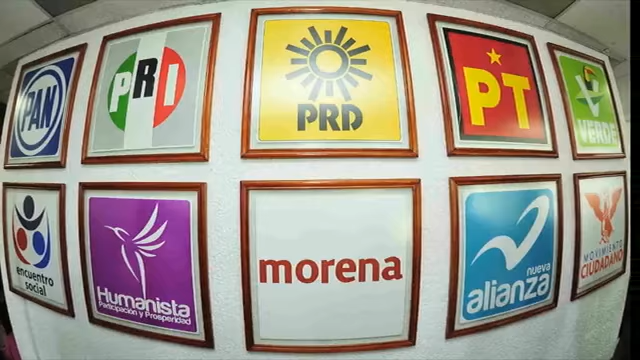 PAN
PRI
PRD
PT
VERDE
encuentro
social
Humanista
Participación y Prosperidad
morena
nueva
alianza
MOVIMIENTO
CIUDADANO